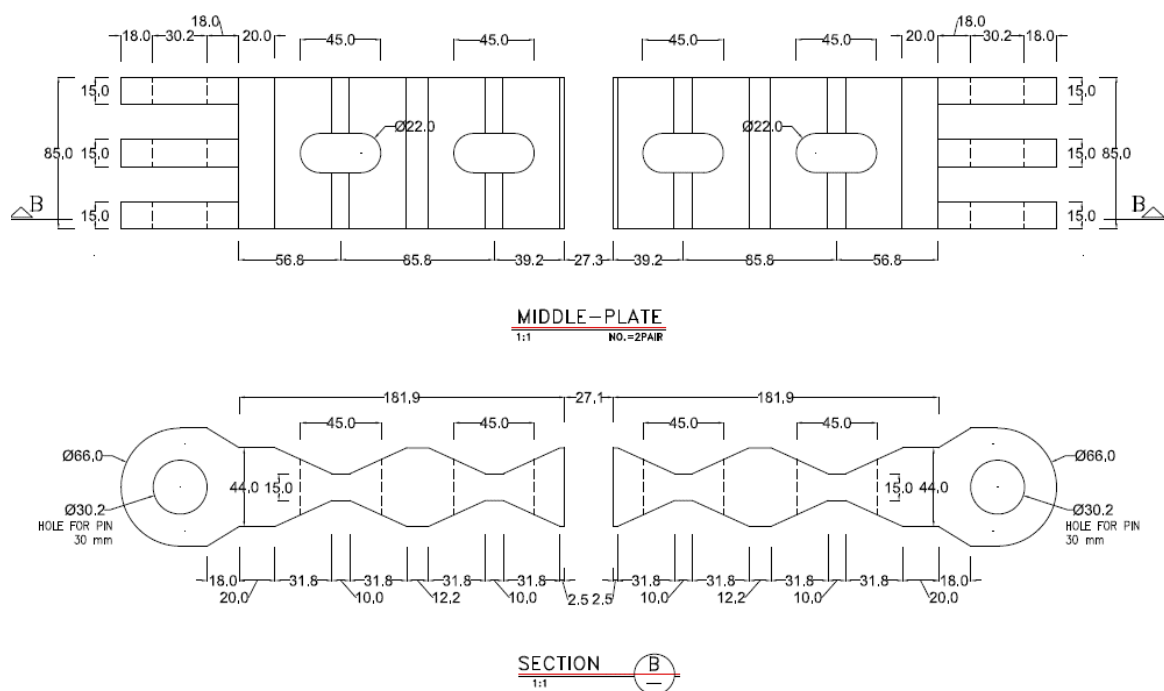 18.0
18.0
18.0 30.2 20.0 45.0 45.0 45.0 45.0 20.0 30.2 18.0
15.0 Ø22.0 Ø22.0 15.0
85.0 15.0 15.0 85.0
B 15.0 15.0 B
56.8 85.8 39.2 27.3 39.2 85.8 56.8
MIDDLE-PLATE
1:1 NO.=2PAIR
181.9 27.1 181.9
45.0 45.0 45.0 45.0
Ø66.0 Ø66.0
44.0 15.0 15.0 44.0
Ø30.2 Ø30.2
HOLE FOR PIN HOLE FOR PIN
30 mm 30 mm
18.0 31.8 31.8 31.8 31.8 31.8 31.8 31.8 31.8 18.0
20.0 10.0 12.2 10.0 2.5 2.5 10.0 12.2 10.0 20.0
SECTION B
1:1